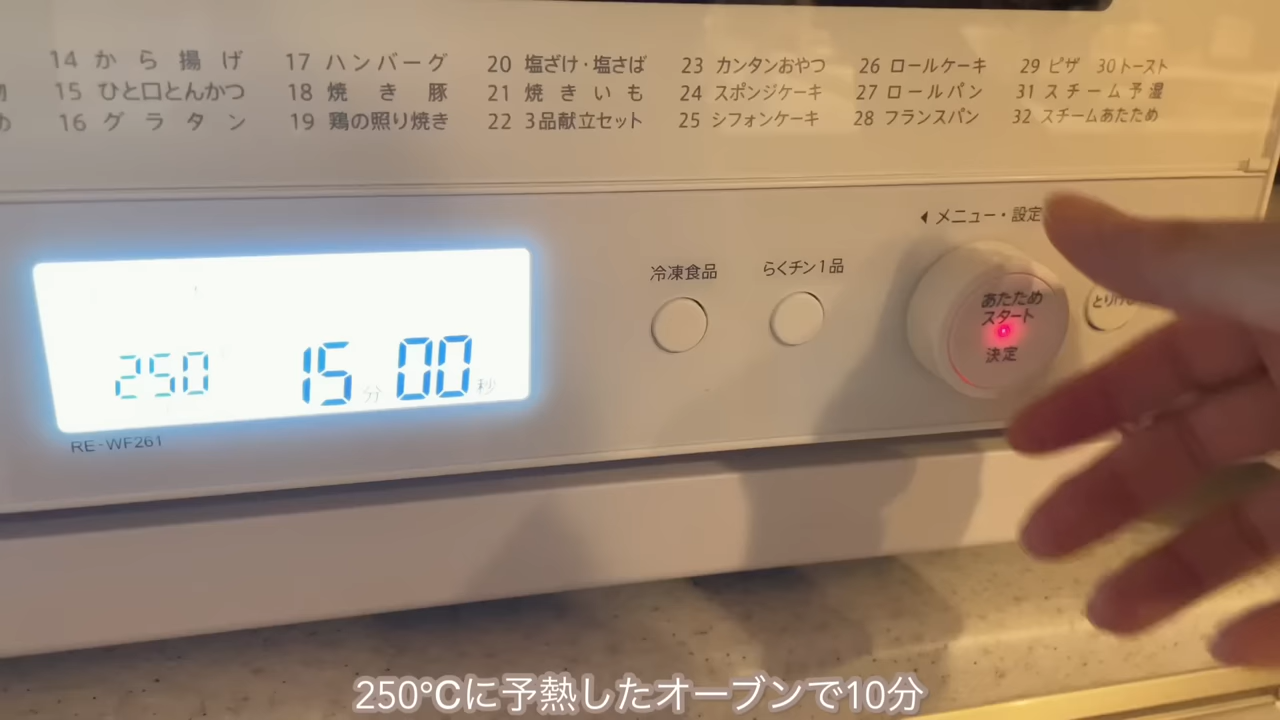 14 から揚げ 17 ハンバーグ 20 塩ざけ・塩さば 23 カンタンおやつ 26 ロールケーキ 29 ピザ 30 トースト
15 ひと口とんかつ 18 焼き豚 21 焼きいも 24 スポンジケーキ 27 ロールパン 31 スチーム予湿
16 グラタン 19 鶏の照り焼き 22 3品献立セット 25 シフォンケーキ 28 フランスパン 32 スチームあたため
メニュー・設定
冷凍食品 らくチン1品
あたため
スタート
決定
250 15分00秒
RE-WF261
250℃に予熱したオーブンで10分